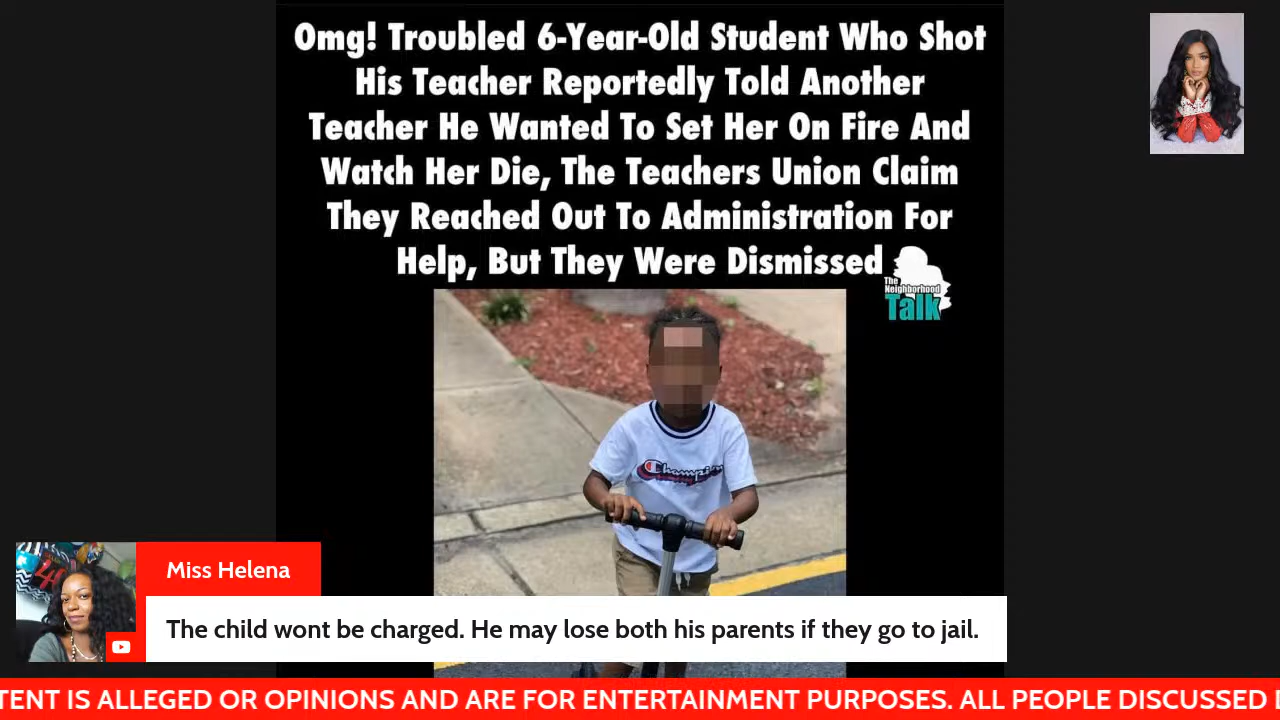 Omg! Troubled 6-Year-Old Student Who Shot
His Teacher Reportedly Told Another
Teacher He Wanted To Set Her On Fire And
Watch Her Die, The Teachers Union Claim
They Reached Out To Administration For
Help, But They Were Dismissed
The
Neighborhood
Talk
Champion
Miss Helena
The child wont be charged. He may lose both his parents if they go to jail.
TENT IS ALLEGED OR OPINIONS AND ARE FOR ENTERTAINMENT PURPOSES. ALL PEOPLE DISCUSSED